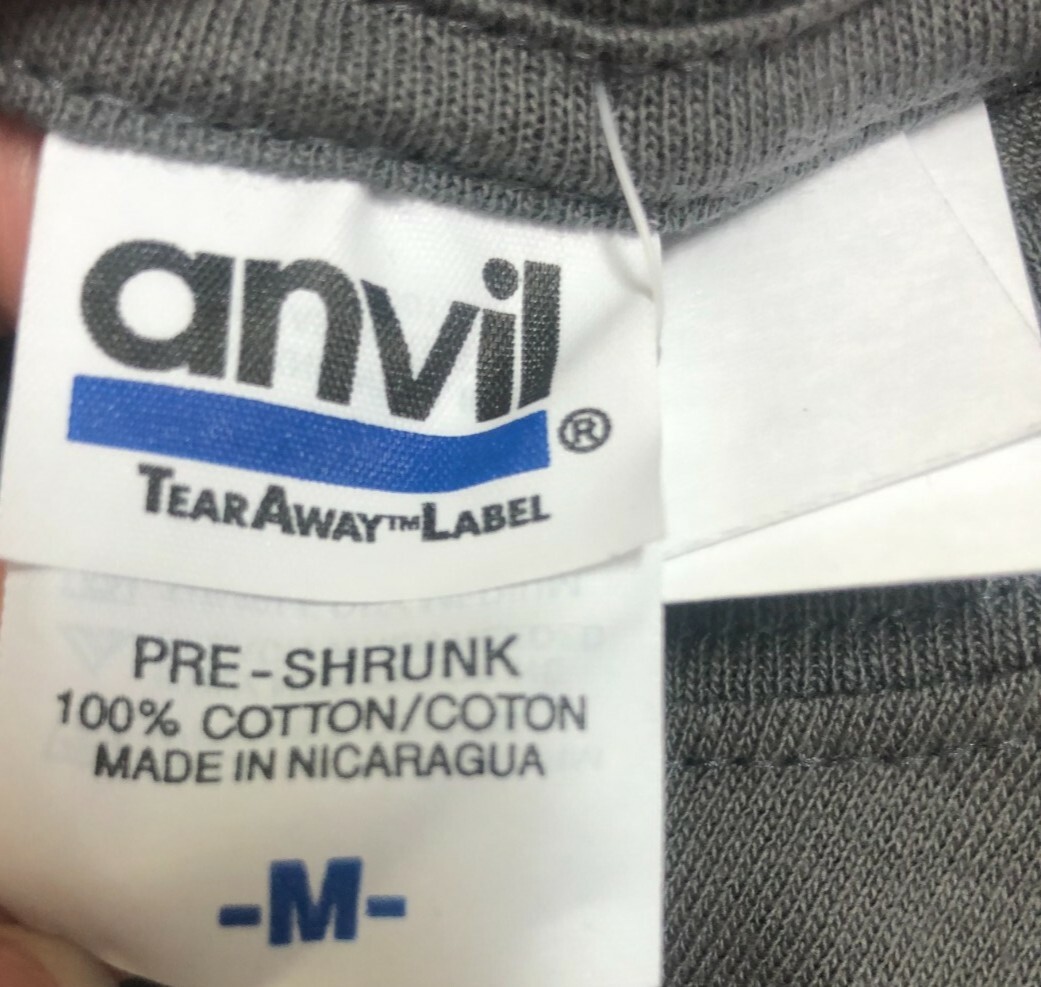 anvil®
TEARAWAY™LABEL
PRE-SHRUNK
100% COTTON/COTON
MADE IN NICARAGUA
-M-